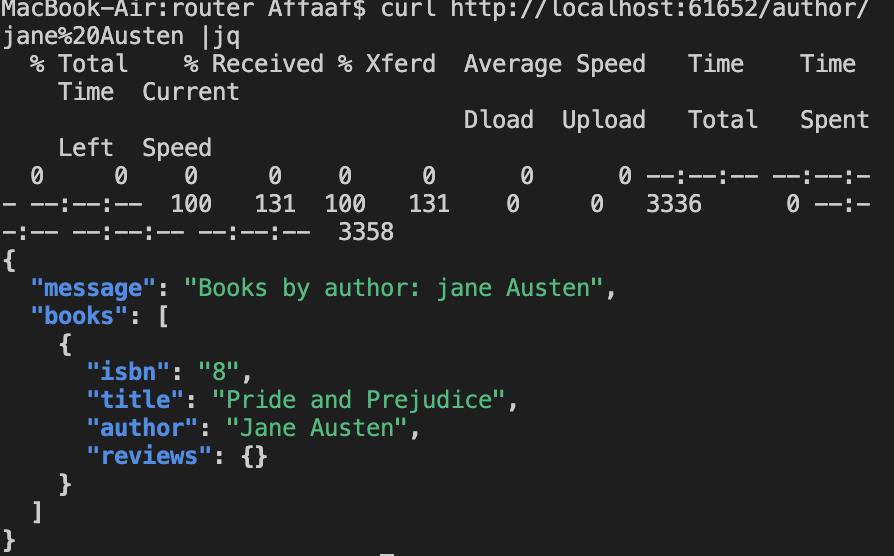 MacBook-Air:router Affaaf$ curl http://localhost:61652/author/
jane%20Austen |jq
  % Total    % Received % Xferd  Average Speed   Time    Time
    Time  Current
                                 Dload  Upload   Total   Spent
    Left  Speed
  0     0    0     0    0     0      0      0 --:--:-- --:--:-
- --:--:--  100   131  100   131    0     0   3336      0 --:-
-:-- --:--:-- --:--:--  3358
{
  "message": "Books by author: jane Austen",
  "books": [
    {
      "isbn": "8",
      "title": "Pride and Prejudice",
      "author": "Jane Austen",
      "reviews": {}
    }
  ]
}